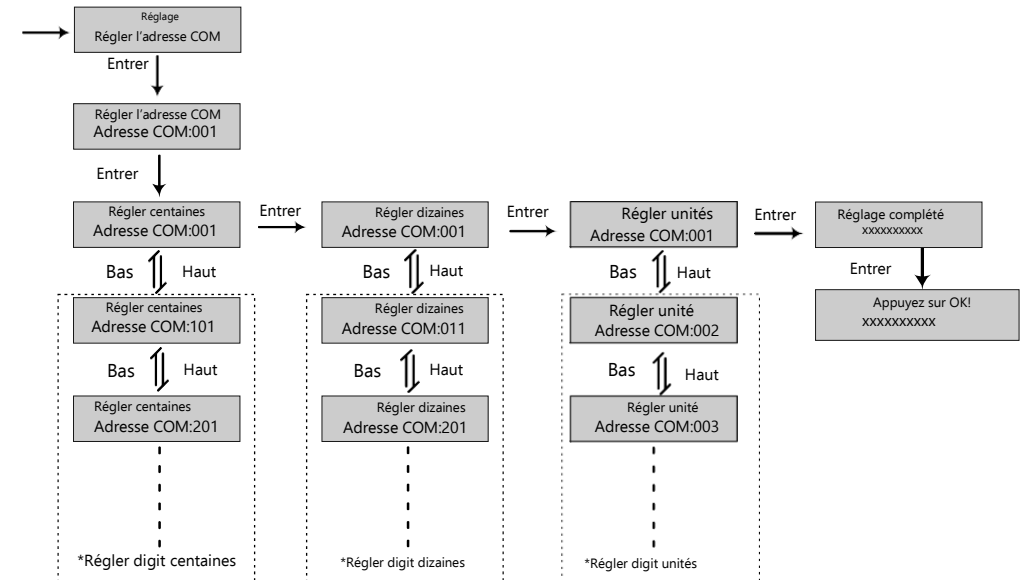 Réglage
Régler l'adresse COM
Entrer
Régler l'adresse COM
Adresse COM:001
Entrer
Régler centaines
Adresse COM:001
Entrer
Régler dizaines
Adresse COM:001
Entrer
Régler unités
Adresse COM:001
Entrer
Réglage complété
xxxxxxxxxx
Bas
Haut
Bas
Haut
Bas
Haut
Entrer
Régler centaines
Adresse COM:101
Régler dizaines
Adresse COM:011
Régler unité
Adresse COM:002
Appuyez sur OK!
xxxxxxxxxx
Bas
Haut
Bas
Haut
Bas
Haut
Régler centaines
Adresse COM:201
Régler dizaines
Adresse COM:201
Régler unité
Adresse COM:003
*Régler digit centaines
*Régler digit dizaines
*Régler digit unités